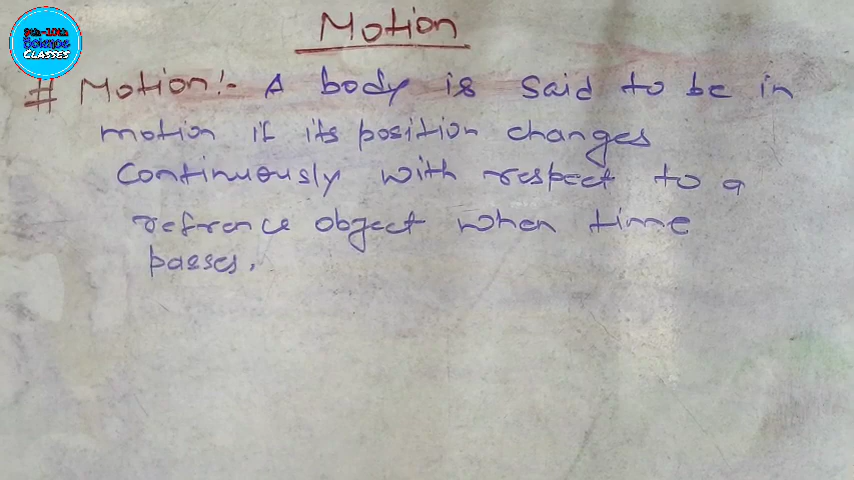 9th-10th
Science
CLASSES
Motion
# Motion:- A body is said to be in
motion if its position changes
continuously with respect to a
refrence object when time
passes.